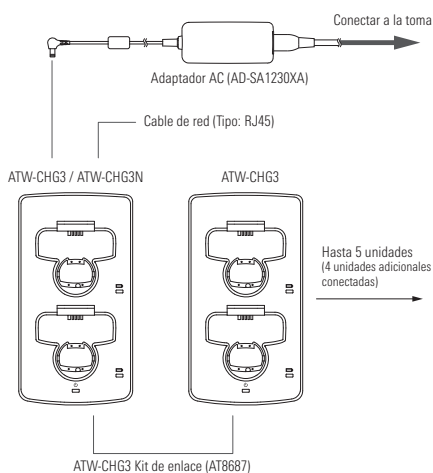 Conectar a la toma
Adaptador AC (AD-SA1230XA)
Cable de red (Tipo: RJ45)
ATW-CHG3 / ATW-CHG3N
ATW-CHG3
Hasta 5 unidades
(4 unidades adicionales
conectadas)
ATW-CHG3 Kit de enlace (AT8687)